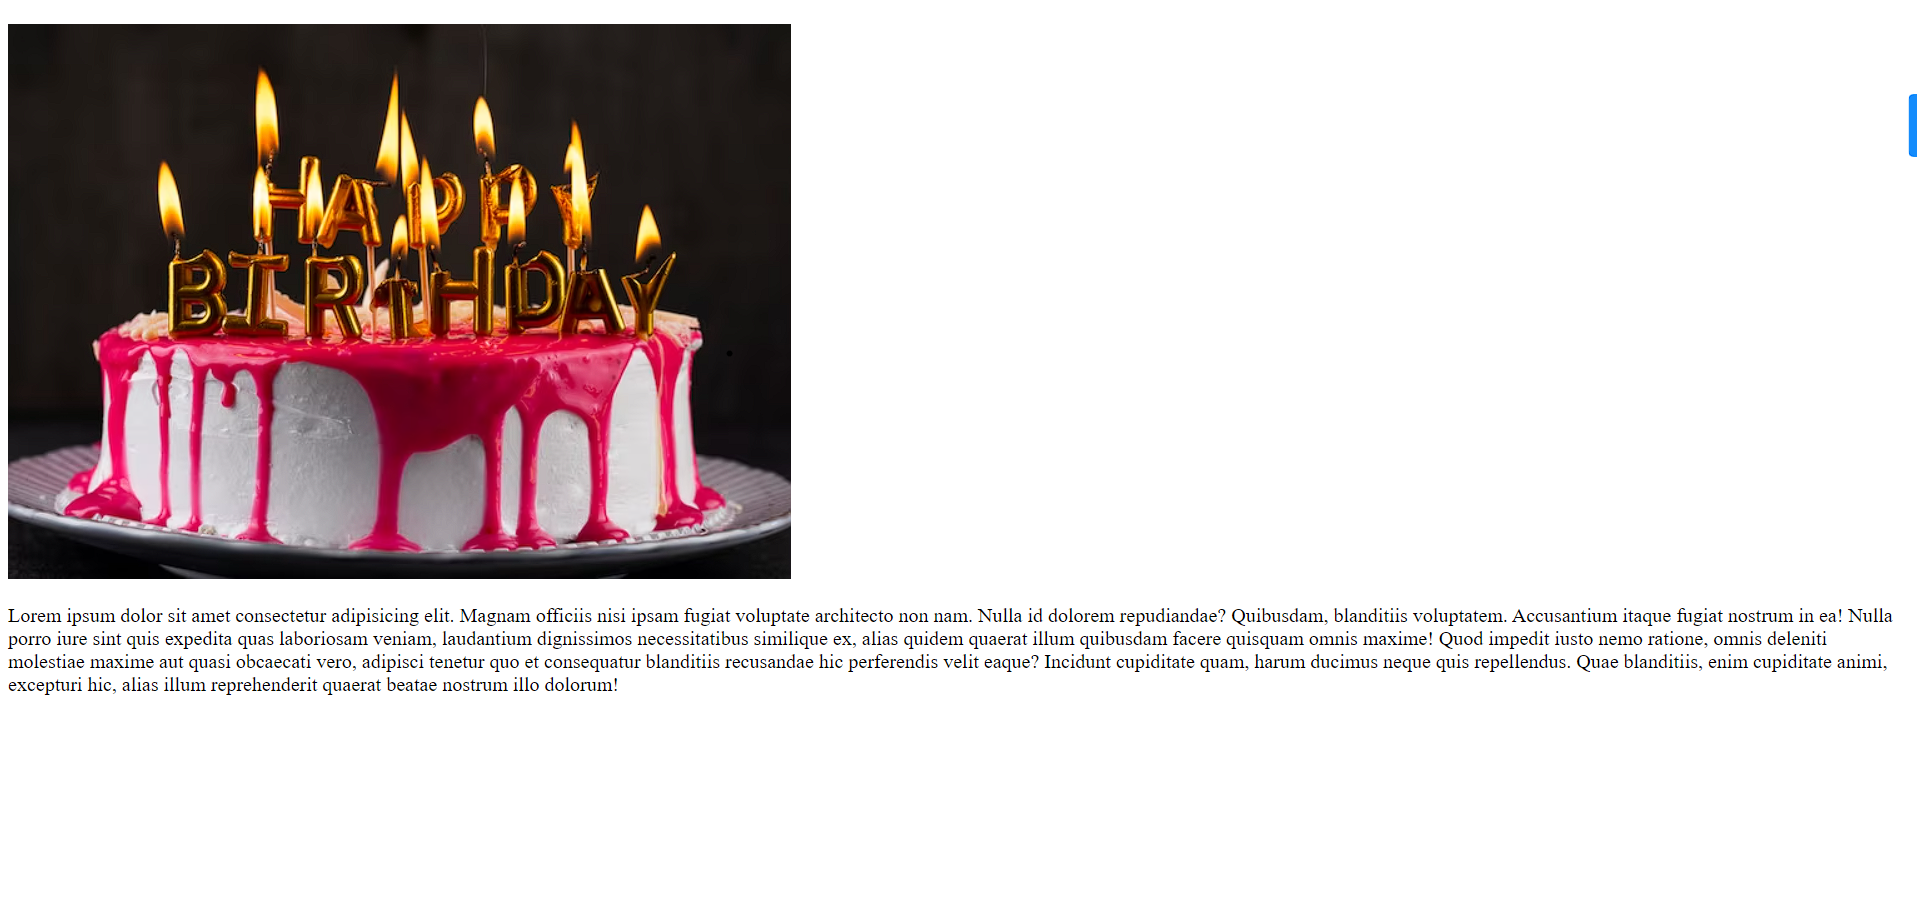 HAPPY
BIRTHDAY
Lorem ipsum dolor sit amet consectetur adipisicing elit. Magnam officiis nisi ipsam fugiat voluptate architecto non nam. Nulla id dolorem repudiandae? Quibusdam, blanditiis voluptatem. Accusantium itaque fugiat nostrum in ea! Nulla
porro iure sint quis expedita quas laboriosam veniam, laudantium dignissimos necessitatibus similique ex, alias quidem quaerat illum quibusdam facere quisquam omnis maxime! Quod impedit iusto nemo ratione, omnis deleniti
molestiae maxime aut quasi obcaecati vero, adipisci tenetur quo et consequatur blanditiis recusandae hic perferendis velit eaque? Incidunt cupiditate quam, harum ducimus neque quis repellendus. Quae blanditiis, enim cupiditate animi,
excepturi hic, alias illum reprehenderit quaerat beatae nostrum illo dolorum!